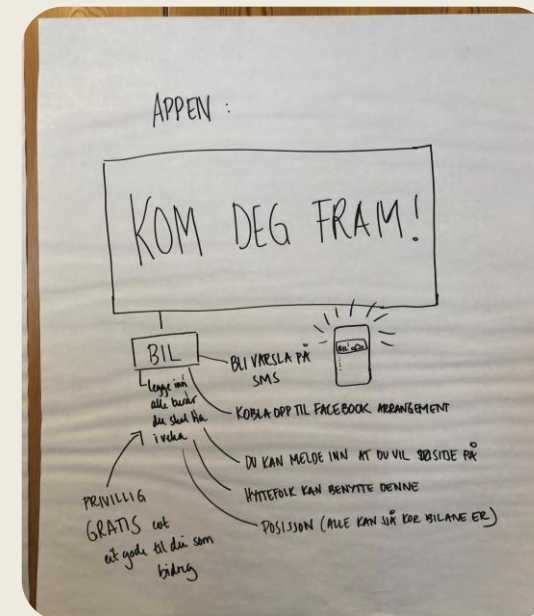 APPEN :
KOM DEG FRAM!
BIL
BLI VARSLA PÅ
SMS
legge inn
alle turar
du skal ha
i veka
KOBLA OPP TIL FACEBOOK ARRANGEMENT
DU KAN MELDE INN AT DU VIL SITJE PÅ
HYTTEFOLK KAN BENYTTE DENNE
POSISJON (ALLE KAN SJÅ KOR BILANE ER)
FRIVILLIG
GRATIS
eit gode til dei som
bidreg